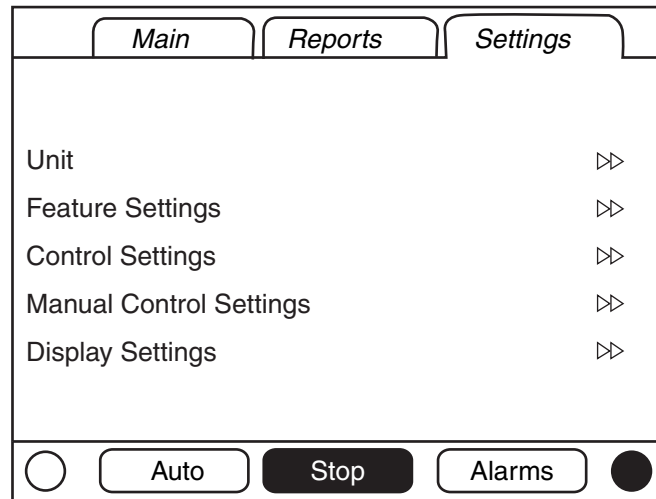 Main Reports Settings
Unit
Feature Settings
Control Settings
Manual Control Settings
Display Settings
Auto Stop Alarms